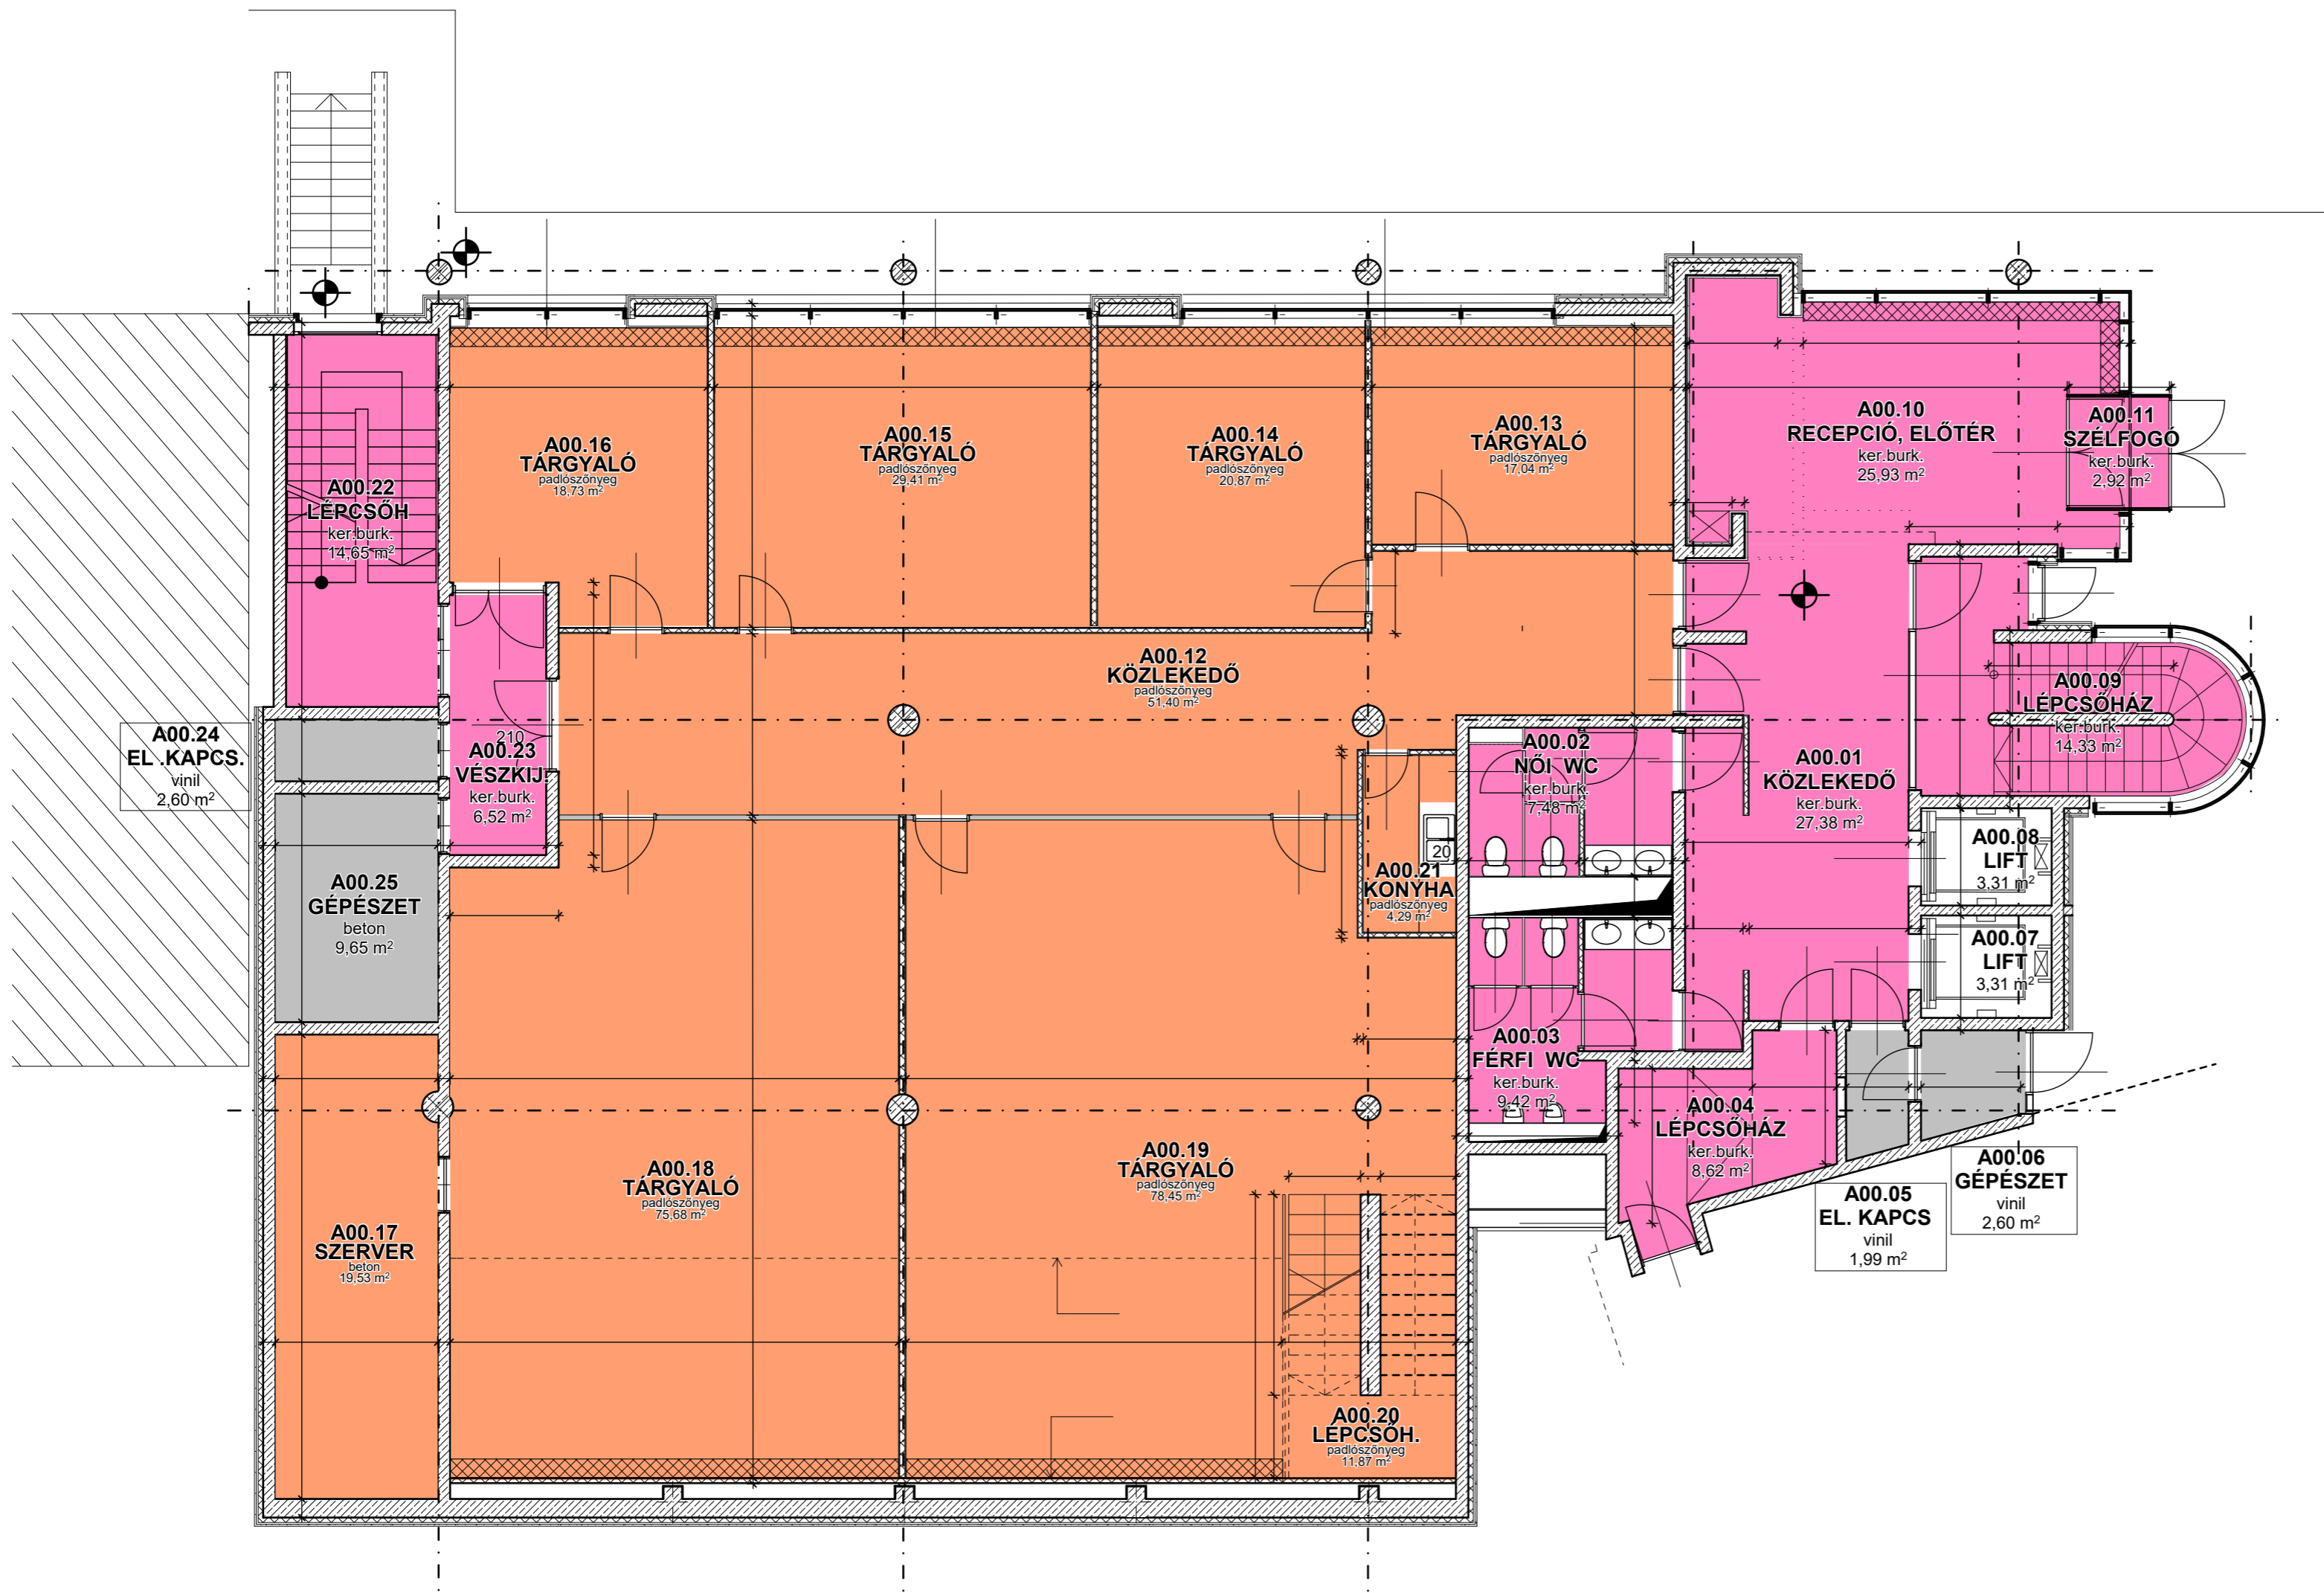 A00.16
TÁRGYALÓ
padlószőnyeg
18,73 m²
A00.15
TÁRGYALÓ
padlószőnyeg
29,41 m²
A00.14
TÁRGYALÓ
padlószőnyeg
20,87 m²
A00.13
TÁRGYALÓ
padlószőnyeg
17,04 m²
A00.10
RECEPCIÓ, ELŐTÉR
ker.burk.
25,93 m²
A00.11
SZÉLFOGÓ
ker.burk.
2,92 m²
A00.22
LÉPCSŐH
ker.burk.
14,65 m²
A00.12
KÖZLEKEDŐ
padlószőnyeg
51,40 m²
A00.09
LÉPCSŐHÁZ
ker.burk.
14,33 m²
A00.24
EL .KAPCS.
vinil
2,60 m²
210
A00.23
VÉSZKIJ.
ker.burk.
6,52 m²
A00.02
NŐI WC
ker.burk.
7,48 m²
A00.01
KÖZLEKEDŐ
ker.burk.
27,38 m²
A00.08
LIFT
3,31 m²
20
A00.21
KONYHA
padlószőnyeg
4,29 m²
A00.25
GÉPÉSZET
beton
9,65 m²
A00.07
LIFT
3,31 m²
A00.03
FÉRFI WC
ker.burk.
9,42 m²
A00.04
LÉPCSŐHÁZ
ker.burk.
8,62 m²
A00.06
GÉPÉSZET
vinil
2,60 m²
A00.05
EL. KAPCS
vinil
1,99 m²
A00.18
TÁRGYALÓ
padlószőnyeg
75,68 m²
A00.19
TÁRGYALÓ
padlószőnyeg
78,45 m²
A00.17
SZERVER
beton
19,53 m²
A00.20
LÉPCSŐH.
padlószőnyeg
11,87 m²